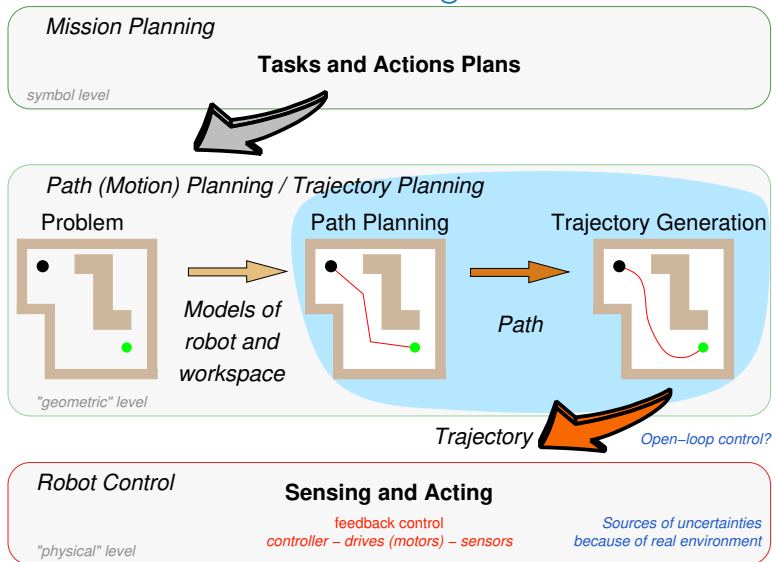 Mission Planning
Tasks and Actions Plans
symbol level
Path (Motion) Planning / Trajectory Planning
Problem
Path Planning
Trajectory Generation
Models of
robot and
workspace
Path
"geometric" level
Trajectory
Open−loop control?
Robot Control
Sensing and Acting
feedback control
controller − drives (motors) − sensors
Sources of uncertainties
because of real environment
"physical" level